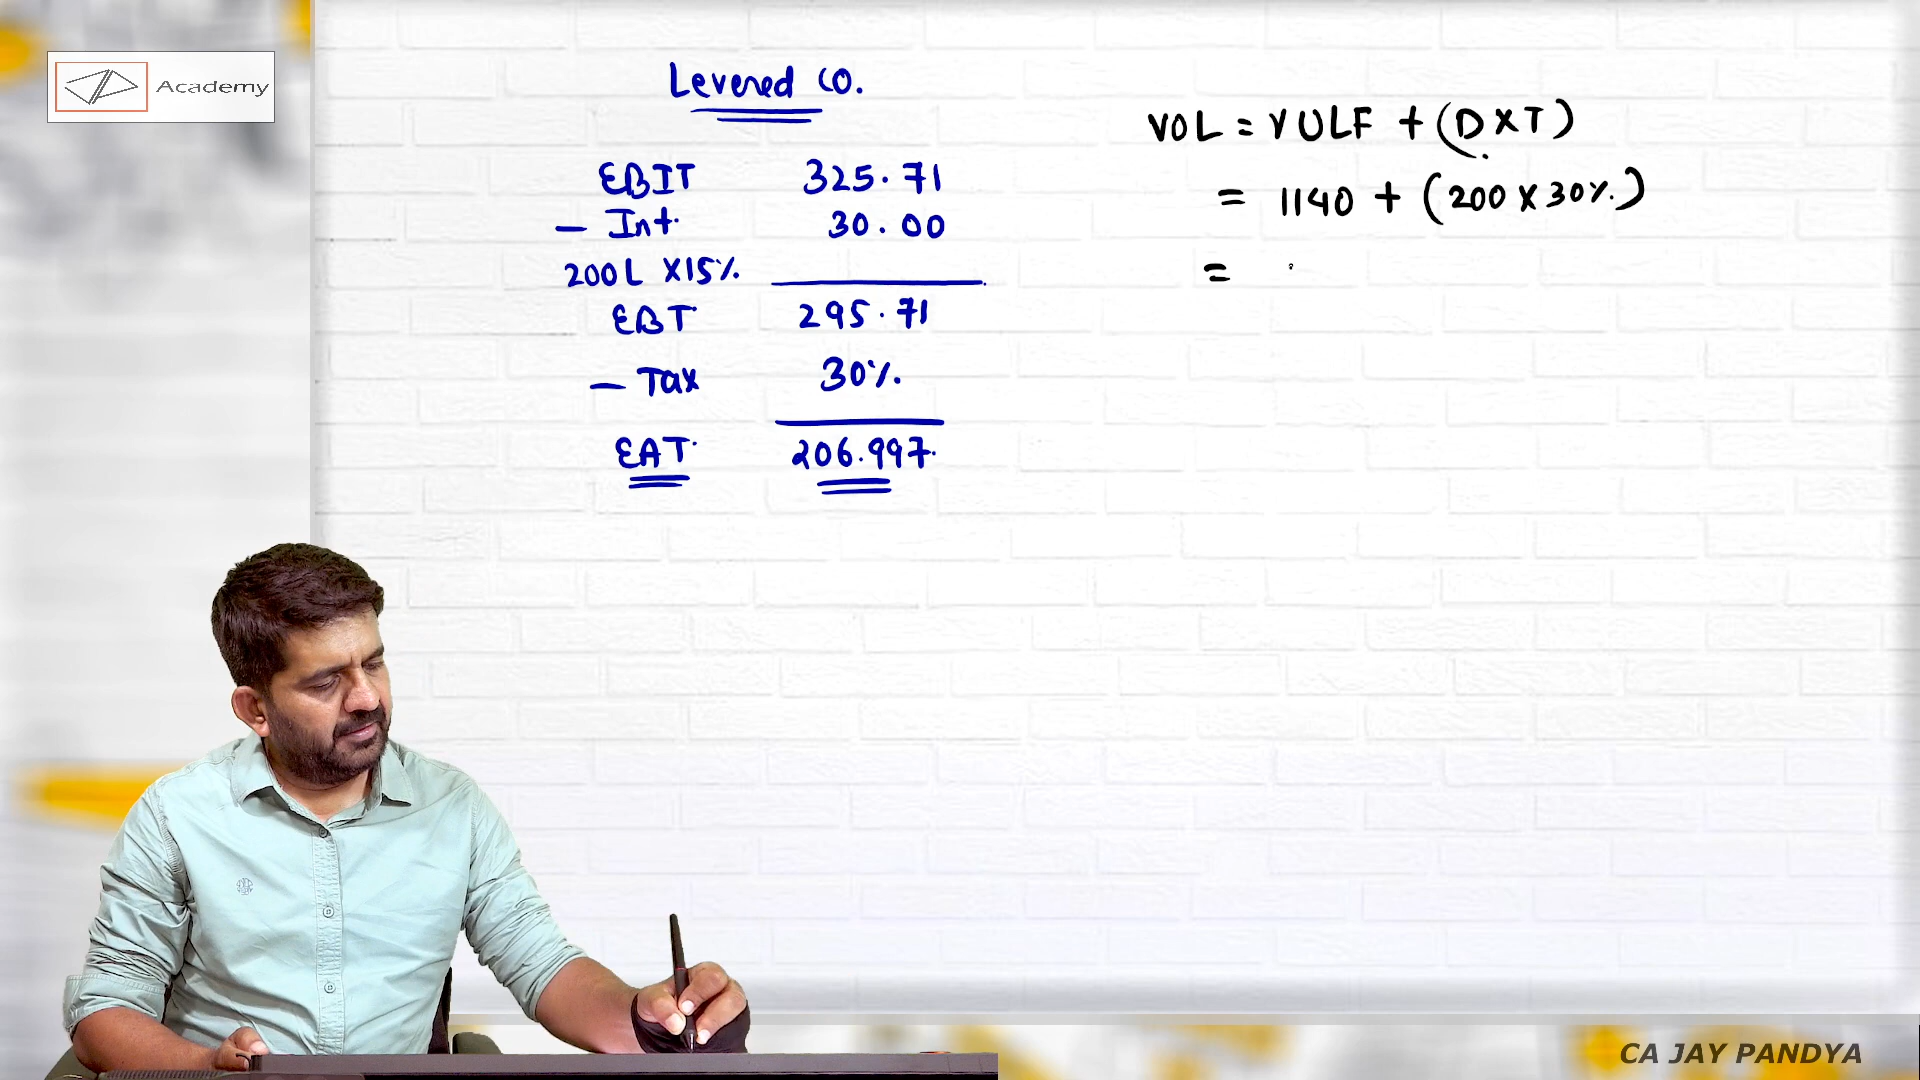 Academy
Levered CO.
EBIT 325.71
— Int. 30.00
200L X15%
EBT 295.71
— Tax 30%.
EAT 206.997.
VOL = VULF + (D X T)
= 1140 + (200 X 30%.)
=
CA JAY PANDYA